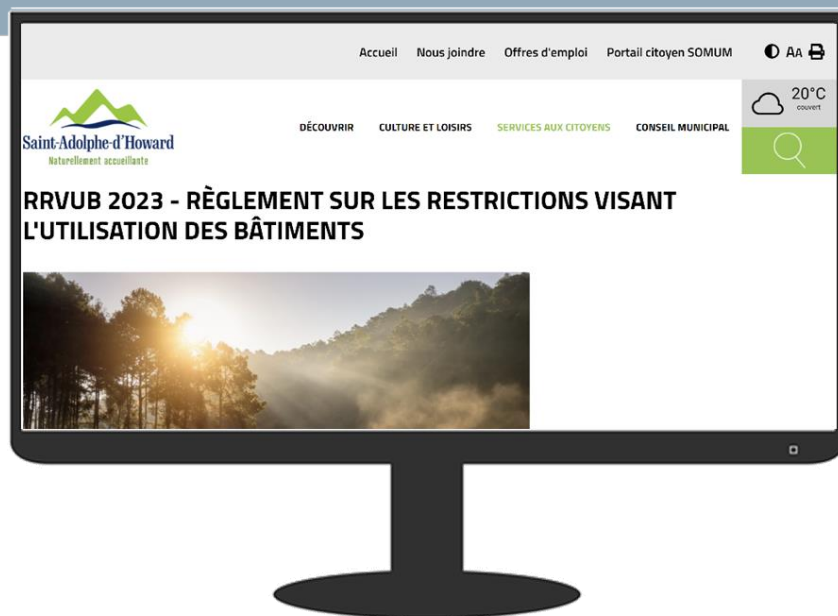 Accueil Nous joindre Offres d'emploi Portail citoyen SOMUM AA
20°C
couvert
Saint-Adolphe-d'Howard
Naturellement accueillante
DÉCOUVRIR CULTURE ET LOISIRS SERVICES AUX CITOYENS CONSEIL MUNICIPAL
RRVUB 2023 - RÈGLEMENT SUR LES RESTRICTIONS VISANT
L'UTILISATION DES BÂTIMENTS